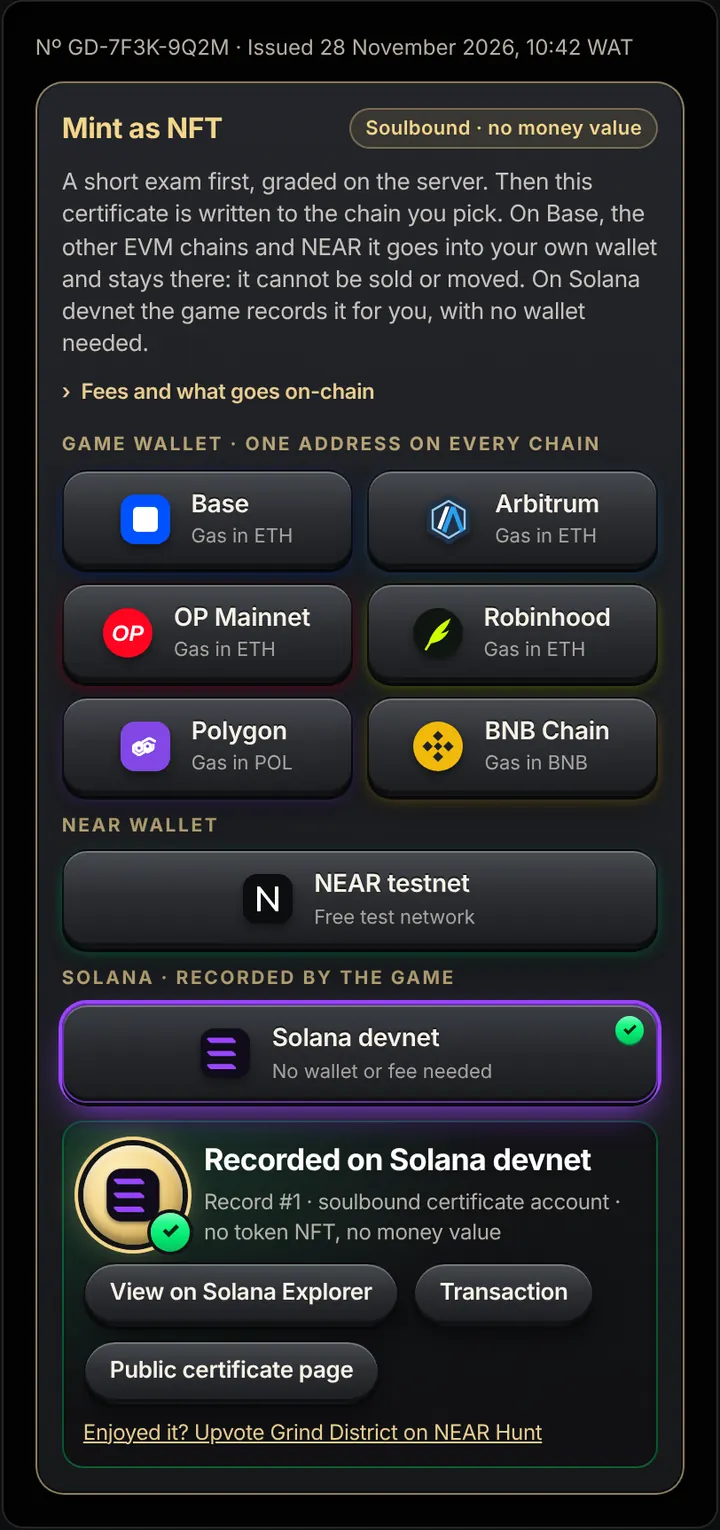 Nº GD-7F3K-9Q2M · Issued 28 November 2026, 10:42 WAT
Mint as NFT
Soulbound · no money value
A short exam first, graded on the server. Then this
certificate is written to the chain you pick. On Base, the
other EVM chains and NEAR it goes into your own wallet
and stays there: it cannot be sold or moved. On Solana
devnet the game records it for you, with no wallet
needed.
› Fees and what goes on-chain
GAME WALLET · ONE ADDRESS ON EVERY CHAIN
Base
Gas in ETH
Arbitrum
Gas in ETH
OP
OP Mainnet
Gas in ETH
Robinhood
Gas in ETH
Polygon
Gas in POL
BNB Chain
Gas in BNB
NEAR WALLET
N
NEAR testnet
Free test network
SOLANA · RECORDED BY THE GAME
Solana devnet
No wallet or fee needed
Recorded on Solana devnet
Record #1 · soulbound certificate account ·
no token NFT, no money value
View on Solana Explorer
Transaction
Public certificate page
Enjoyed it? Upvote Grind District on NEAR Hunt